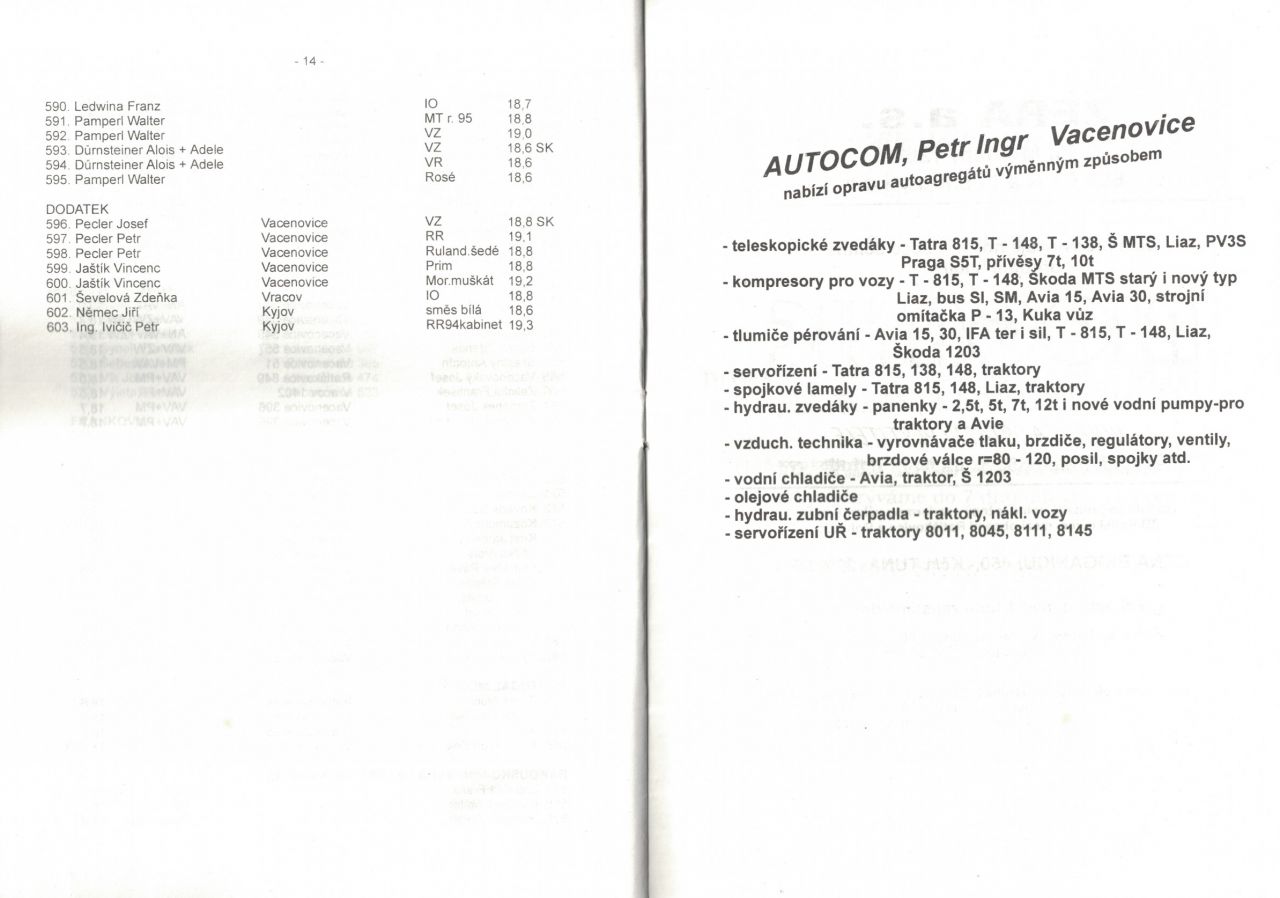 - 14 -
590. Ledwina Franz IO 18,7
591. Pamperl Walter MT r. 95 18,8
592. Pamperl Walter VZ 19,0
593. Dúrnsteiner Alois + Adele VZ 18,6 SK
594. Dúrnsteiner Alois + Adele VR 18,6
595. Pamperl Walter Rosé 18,6
DODATEK
596. Pecler Josef Vacenovice VZ 18,8 SK
597. Pecler Petr Vacenovice RR 19,1
598. Pecler Petr Vacenovice Ruland.šedé 18,8
599. Jaštík Vincenc Vacenovice Prim 18,8
600. Jaštík Vincenc Vacenovice Mor.muškát 19,2
601. Ševelová Zdeňka Vracov IO 18,8
602. Němec Jiří Kyjov směs bílá 18,6
603. Ing. Ivičič Petr Kyjov RR94kabinet 19,3
AUTOCOM, Petr Ingr Vacenovice
nabízí opravu autoagregátů výměnným způsobem
- teleskopické zvedáky - Tatra 815, T - 148, T - 138, Š MTS, Liaz, PV3S
Praga S5T, přívěsy 7t, 10t
- kompresory pro vozy - T - 815, T - 148, Škoda MTS starý i nový typ
Liaz, bus SI, SM, Avia 15, Avia 30, strojní
omítačka P - 13, Kuka vůz
- tlumiče pérování - Avia 15, 30, IFA ter i sil, T - 815, T - 148, Liaz,
Škoda 1203
- servořízení - Tatra 815, 138, 148, traktory
- spojkové lamely - Tatra 815, 148, Liaz, traktory
- hydrau. zvedáky - panenky - 2,5t, 5t, 7t, 12t i nové vodní pumpy-pro
traktory a Avie
- vzduch. technika - vyrovnávače tlaku, brzdiče, regulátory, ventily,
brzdové válce r=80 - 120, posil, spojky atd.
- vodní chladiče - Avia, traktor, Š 1203
- olejové chladiče
- hydrau. zubní čerpadla - traktory, nákl. vozy
- servořízení UŘ - traktory 8011, 8045, 8111, 8145